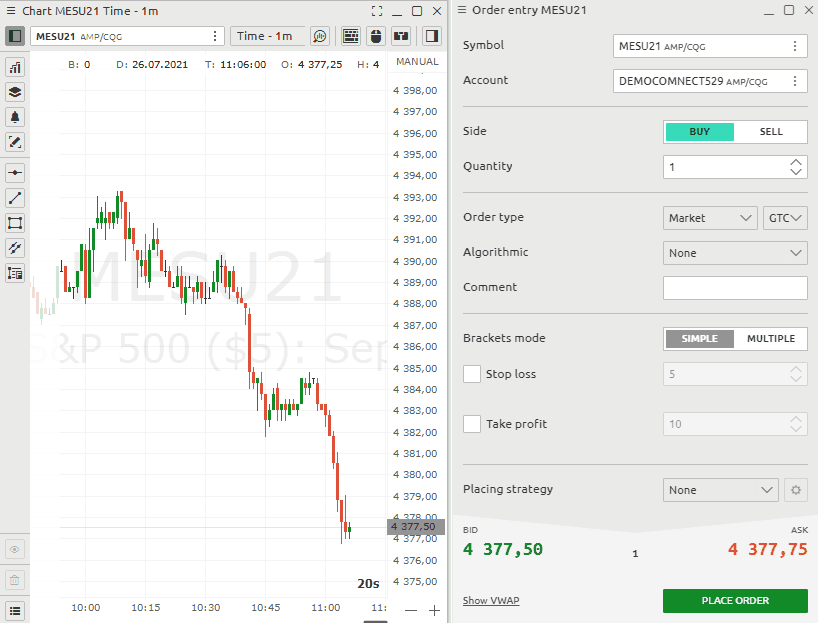 Chart MESU21 Time - 1m
MESU21 AMP/CQG
Time - 1m
B: 0 D: 26.07.2021 T: 11:06:00 O: 4 377,25 H: 4
MANUAL
4 398,00
4 397,00
4 396,00
4 395,00
4 394,00
4 393,00
4 392,00
4 391,00
4 390,00
4 389,00
4 388,00
4 387,00
4 386,00
4 385,00
4 384,00
4 383,00
4 382,00
4 381,00
4 380,00
4 379,00
4 378,00
4 377,50
4 377,00
4 376,00
4 375,00
MESU21
S&P 500 ($5): Sep
20s
10:00 10:15 10:30 10:45 11:00 11:
Order entry MESU21
Symbol
MESU21 AMP/CQG
Account
DEMOCOMNECT529 AMP/CQG
Side
BUY SELL
Quantity
1
Order type
Market GTC
Algorithmic
None
Comment
Brackets mode
SIMPLE MULTIPLE
Stop loss
5
Take profit
10
Placing strategy
None
BID ASK
4 377,50 1 4 377,75
Show VWAP
PLACE ORDER